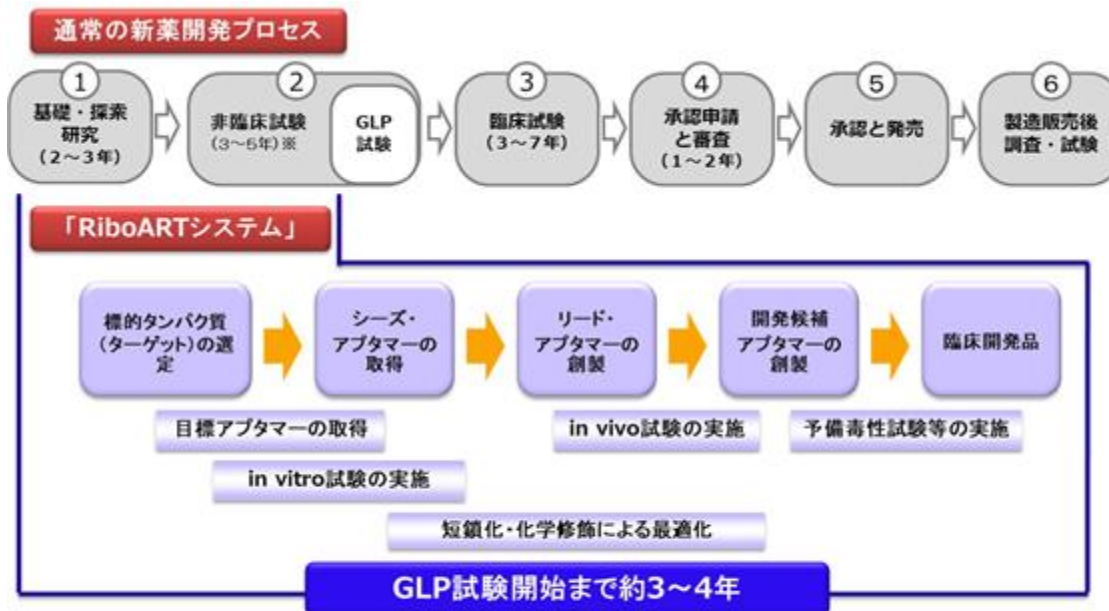 通常の新薬開発プロセス
①
基礎・探索
研究
(2～3年)
②
非臨床試験
(3～5年)※
GLP
試験
③
臨床試験
(3～7年)
④
承認申請
と審査
(1～2年)
⑤
承認と発売
⑥
製造販売後
調査・試験
「RiboARTシステム」
標的タンパク質
(ターゲット)の選
定
シーズ・
アプタマーの
取得
リード・
アプタマーの
創製
開発候補
アプタマーの
創製
臨床開発品
目標アプタマーの取得
in vivo試験の実施
予備毒性試験等の実施
in vitro試験の実施
短鎖化・化学修飾による最適化
GLP試験開始まで約3～4年